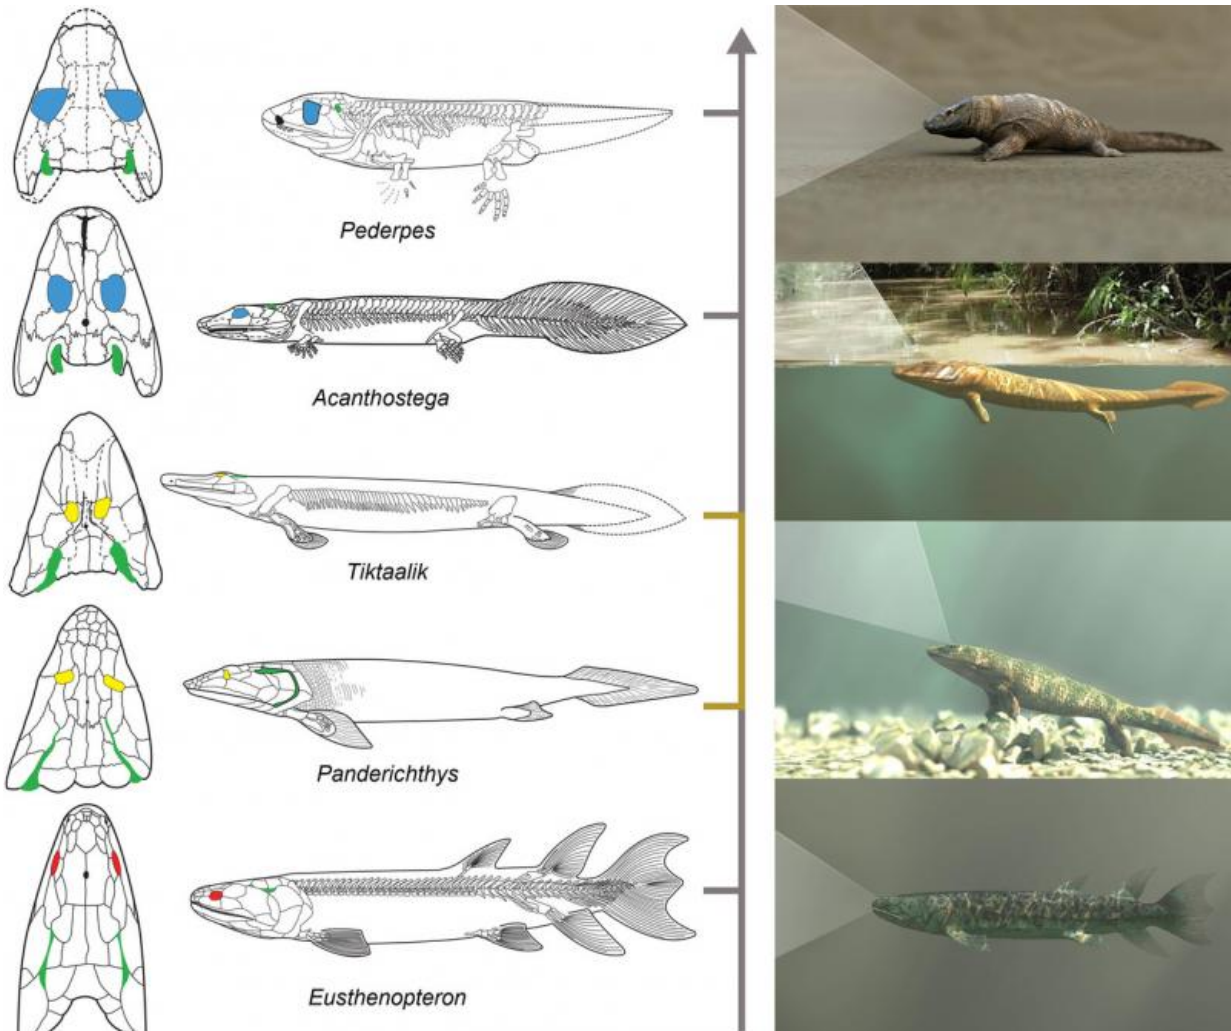 Pederpes
Acanthostega
Tiktaalik
Panderichthys
Eusthenopteron